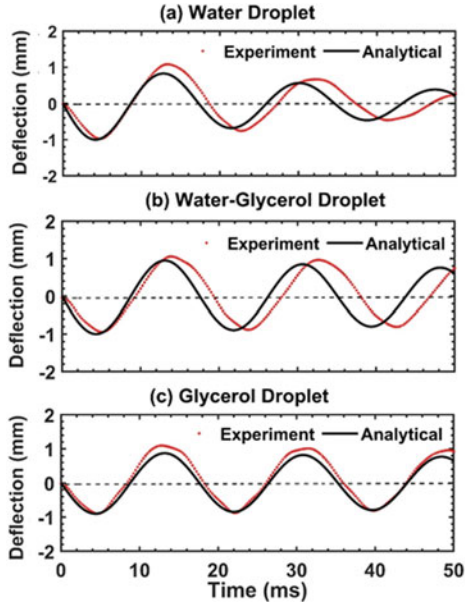 (a) Water Droplet
Deflection (mm)
2
1
0
-1
-2
Experiment Analytical
(b) Water-Glycerol Droplet
Deflection (mm)
2
1
0
-1
-2
Experiment Analytical
(c) Glycerol Droplet
Deflection (mm)
2
1
0
-1
-2
Experiment Analytical
0 10 20 30 40 50
Time (ms)